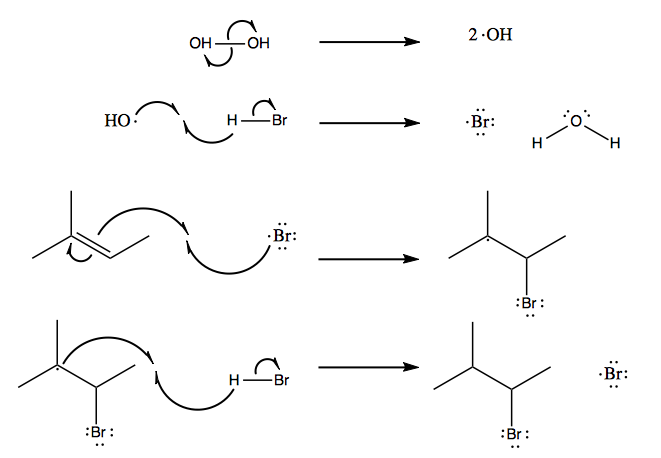 OH OH 2·OH
HO· H Br ·Br: O H H
·Br: :Br:
H Br ·Br: :Br: :Br: